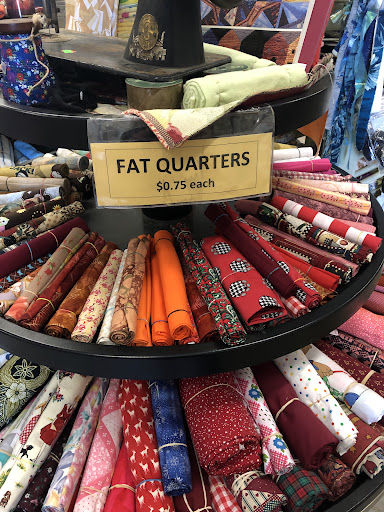 FAT QUARTERS
$0.75 each